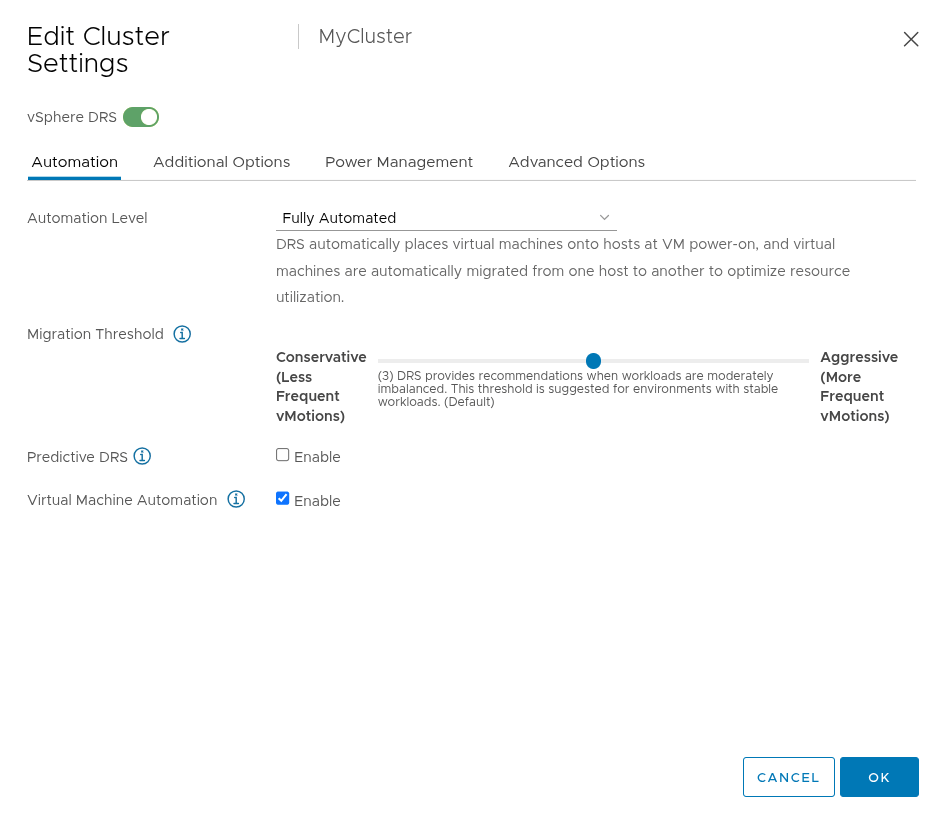 Edit Cluster
Settings
MyCluster
vSphere DRS
Automation
Additional Options
Power Management
Advanced Options
Automation Level
Fully Automated
DRS automatically places virtual machines onto hosts at VM power-on, and virtual
machines are automatically migrated from one host to another to optimize resource
utilization.
Migration Threshold
Conservative
(Less
Frequent
vMotions)
(3) DRS provides recommendations when workloads are moderately
imbalanced. This threshold is suggested for environments with stable
workloads. (Default)
Aggressive
(More
Frequent
vMotions)
Predictive DRS
Enable
Virtual Machine Automation
Enable
CANCEL
OK